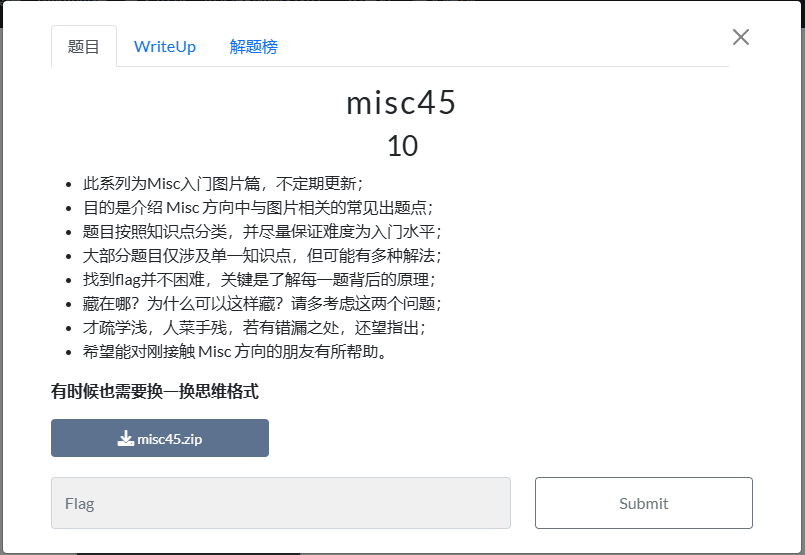 题目 WriteUp 解题榜
misc45
10
此系列为Misc入门图片篇，不定期更新；
目的是介绍 Misc 方向中与图片相关的常见出题点；
题目按照知识点分类，并尽量保证难度为入门水平；
大部分题目仅涉及单一知识点，但可能有多种解法；
找到flag并不困难，关键是了解每一题背后的原理；
藏在哪？为什么可以这样藏？请多考虑这两个问题；
才疏学浅，人菜手残，若有错漏之处，还望指出；
希望能对刚接触 Misc 方向的朋友有所帮助。
有时候也需要换一换思维格式
misc45.zip
Flag Submit